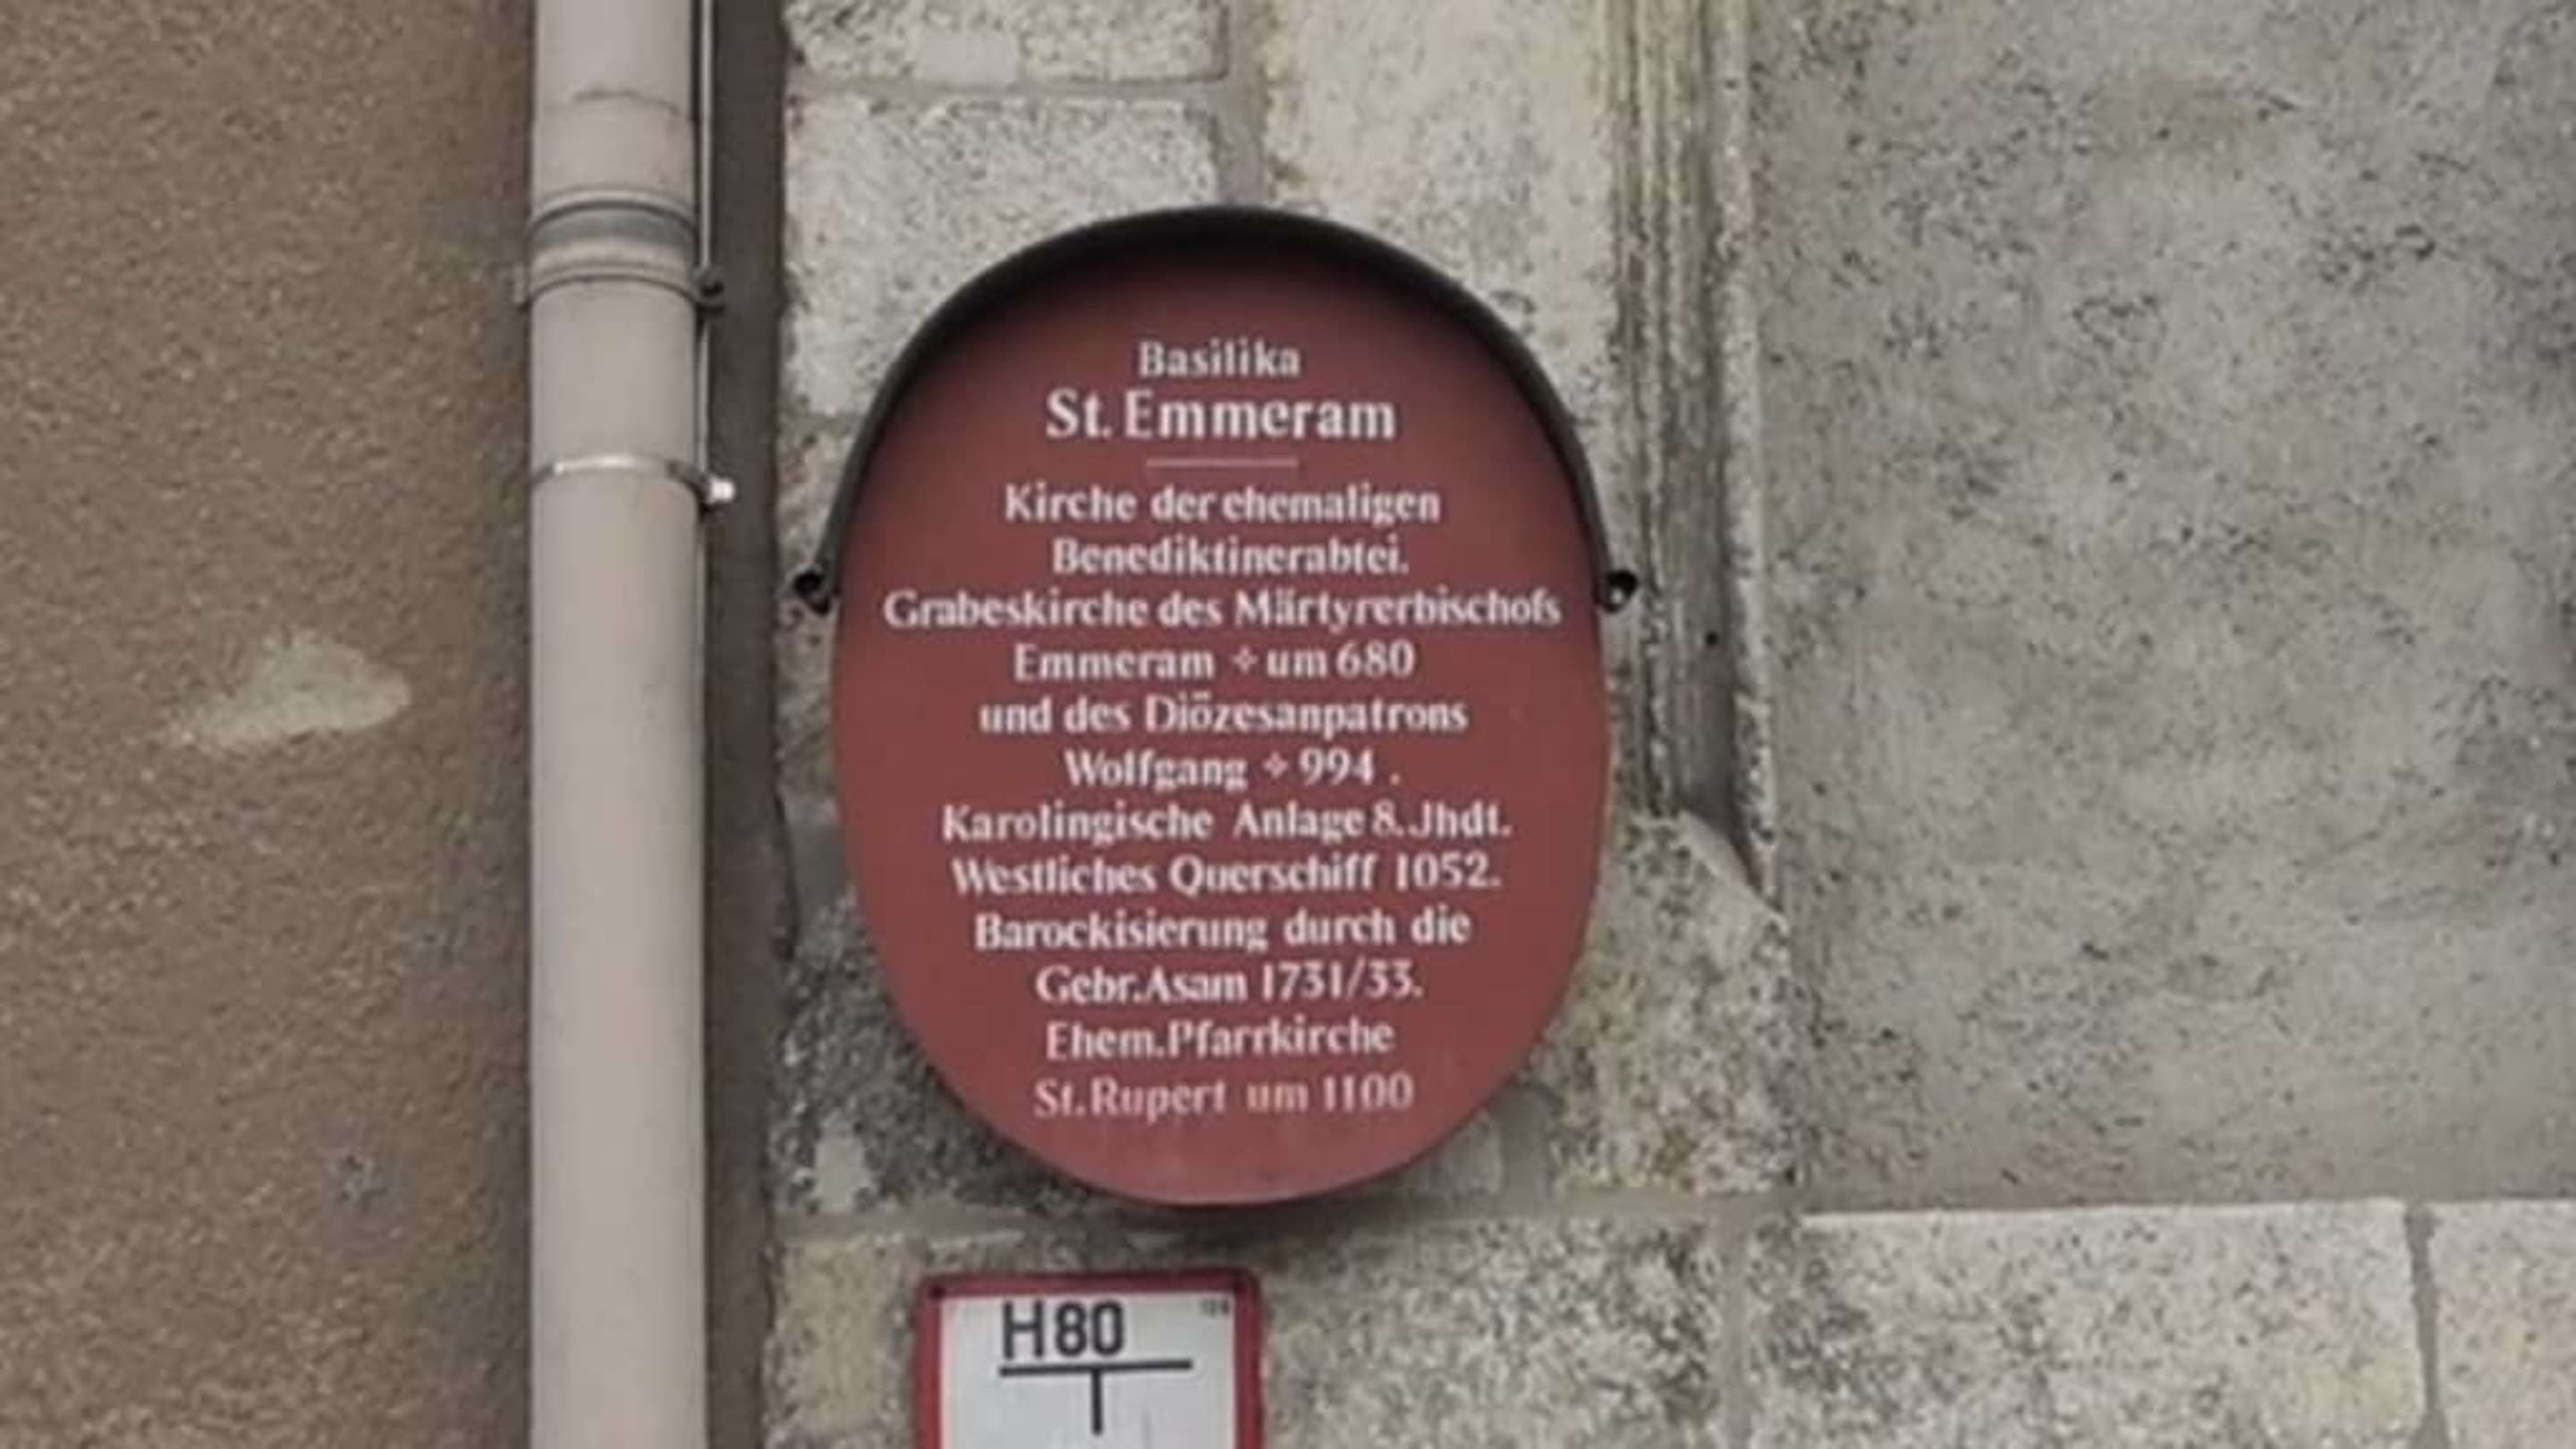 Basilika
St. Emmeram
Kirche der ehemaligen
Benediktinerabtei.
Grabeskirche des Märtyrerbischofs
Emmeram ✧ um 680
und des Diözesanpatrons
Wolfgang ✧ 994 .
Karolingische Anlage 8. Jhdt.
Westliches Querschiff 1052.
Barockisierung durch die
Gebr. Asam 1731/33.
Ehem. Pfarrkirche
St. Rupert um 1100
H 80